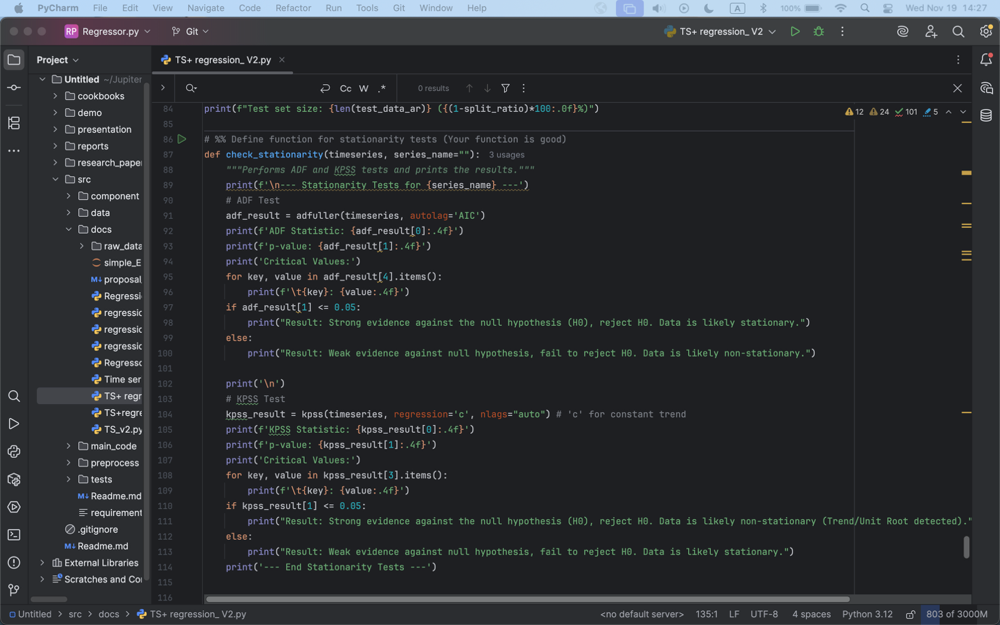 PyCharm File Edit View Navigate Code Refactor Run Tools Git Window Help A 100% Wed Nov 19 14:27
RP Regressor.py Git TS+ regression_ V2
Project
TS+ regression_ V2.py
Cc W .* 0 results
12 24 101 5
Untitled ~/Jupiter
cookbooks
demo
presentation
reports
research_pape
src
component
data
docs
raw_data
simple_E
M↓ proposal_
Regressi
regressic
regressic
regressic
Regresso
Time ser
TS+ regr
TS+regre
TS_v2.py
main_code
preprocess
tests
M↓ Readme.md
requirement
.gitignore
M↓ Readme.md
External Libraries
Scratches and Co
84 print(f"Test set size: {len(test_data_ar)} ({(1-split_ratio)*100:.0f}%)")
85
86 # %% Define function for stationarity tests (Your function is good)
87 def check_stationarity(timeseries, series_name=""): 3 usages
88 """Performs ADF and KPSS tests and prints the results."""
89 print(f'\n--- Stationarity Tests for {series_name} ---')
90 # ADF Test
91 adf_result = adfuller(timeseries, autolag='AIC')
92 print(f'ADF Statistic: {adf_result[0]:.4f}')
93 print(f'p-value: {adf_result[1]:.4f}')
94 print('Critical Values:')
95 for key, value in adf_result[4].items():
96 print(f'\t{key}: {value:.4f}')
97 if adf_result[1] <= 0.05:
98 print("Result: Strong evidence against the null hypothesis (H0), reject H0. Data is likely stationary.")
99 else:
100 print("Result: Weak evidence against null hypothesis, fail to reject H0. Data is likely non-stationary.")
101
102 print('\n')
103 # KPSS Test
104 kpss_result = kpss(timeseries, regression='c', nlags="auto") # 'c' for constant trend
105 print(f'KPSS Statistic: {kpss_result[0]:.4f}')
106 print(f'p-value: {kpss_result[1]:.4f}')
107 print('Critical Values:')
108 for key, value in kpss_result[3].items():
109 print(f'\t{key}: {value:.4f}')
110 if kpss_result[1] <= 0.05:
111 print("Result: Strong evidence against the null hypothesis (H0), reject H0. Data is likely non-stationary (Trend/Unit Root detected)."
112 else:
113 print("Result: Weak evidence against null hypothesis, fail to reject H0. Data is likely stationary.")
114 print('--- End Stationarity Tests ---')
115
116
Untitled > src > docs > TS+ regression_ V2.py <no default server> 135:1 LF UTF-8 4 spaces Python 3.12 803 of 3000M